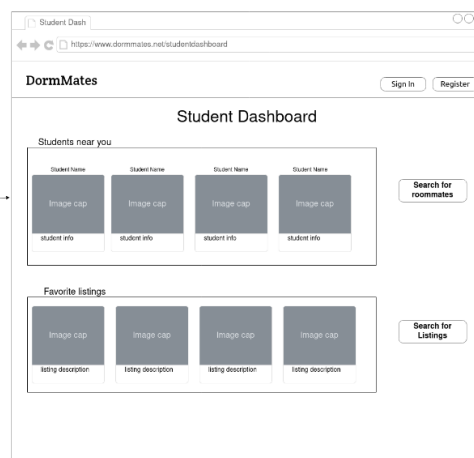 Student Dash
https://www.dormmates.net/studentdashboard
DormMates
Sign In Register
Student Dashboard
Students near you
Student Name Student Name Student Name Student Name
Image cap Image cap Image cap Image cap
student info student info student info student info
Search for
roommates
Favorite listings
Image cap Image cap Image cap Image cap
listing description listing description listing description listing description
Search for
Listings